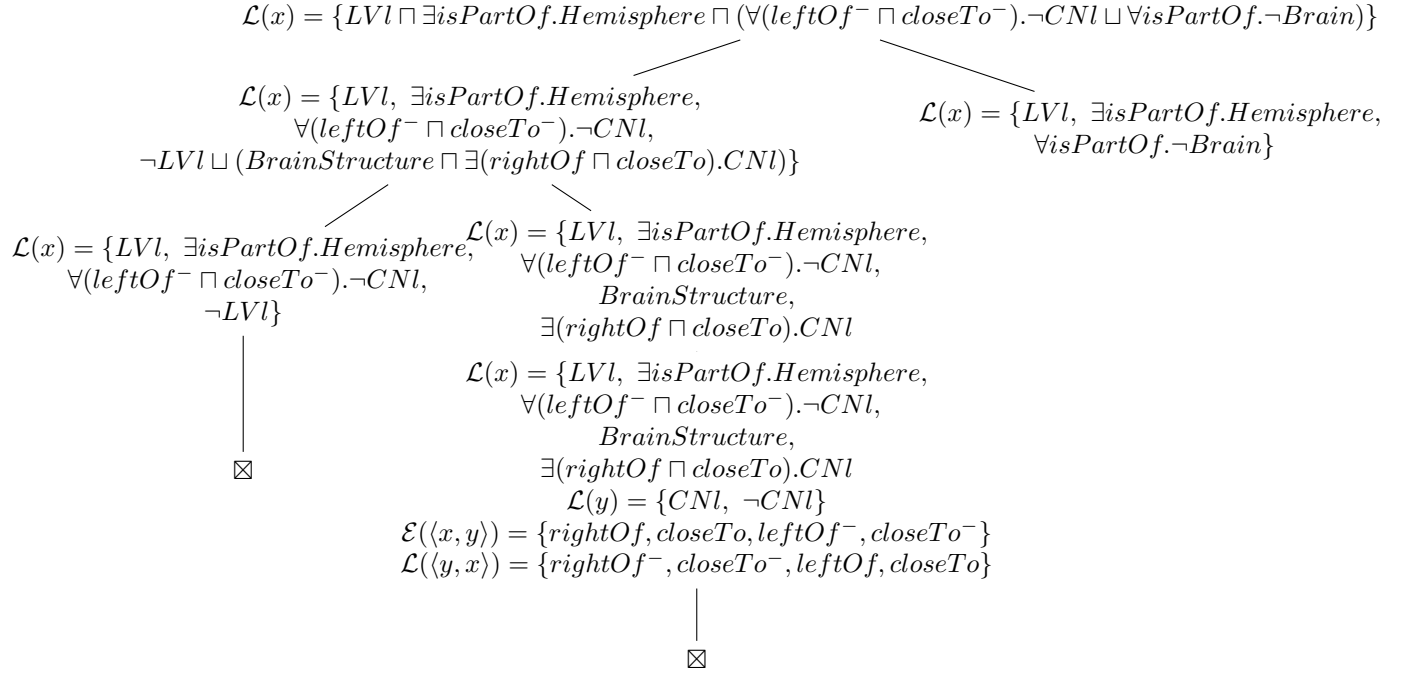 ℒ(x) = {LVl ⊓ ∃isPartOf.Hemisphere ⊓ (∀(leftOf⁻ ⊓ closeTo⁻).¬CNl ⊔ ∀isPartOf.¬Brain)}
ℒ(x) = {LVl, ∃isPartOf.Hemisphere,
∀(leftOf⁻ ⊓ closeTo⁻).¬CNl,
¬LVl ⊔ (BrainStructure ⊓ ∃(rightOf ⊓ closeTo).CNl)}
ℒ(x) = {LVl, ∃isPartOf.Hemisphere,
∀isPartOf.¬Brain}
ℒ(x) = {LVl, ∃isPartOf.Hemisphere,
∀(leftOf⁻ ⊓ closeTo⁻).¬CNl,
¬LVl}
⊠
ℒ(x) = {LVl, ∃isPartOf.Hemisphere,
∀(leftOf⁻ ⊓ closeTo⁻).¬CNl,
BrainStructure,
∃(rightOf ⊓ closeTo).CNl
ℒ(x) = {LVl, ∃isPartOf.Hemisphere,
∀(leftOf⁻ ⊓ closeTo⁻).¬CNl,
BrainStructure,
∃(rightOf ⊓ closeTo).CNl
ℒ(y) = {CNl, ¬CNl}
ℰ(⟨x, y⟩) = {rightOf, closeTo, leftOf⁻, closeTo⁻}
ℒ(⟨y, x⟩) = {rightOf⁻, closeTo⁻, leftOf, closeTo}
⊠